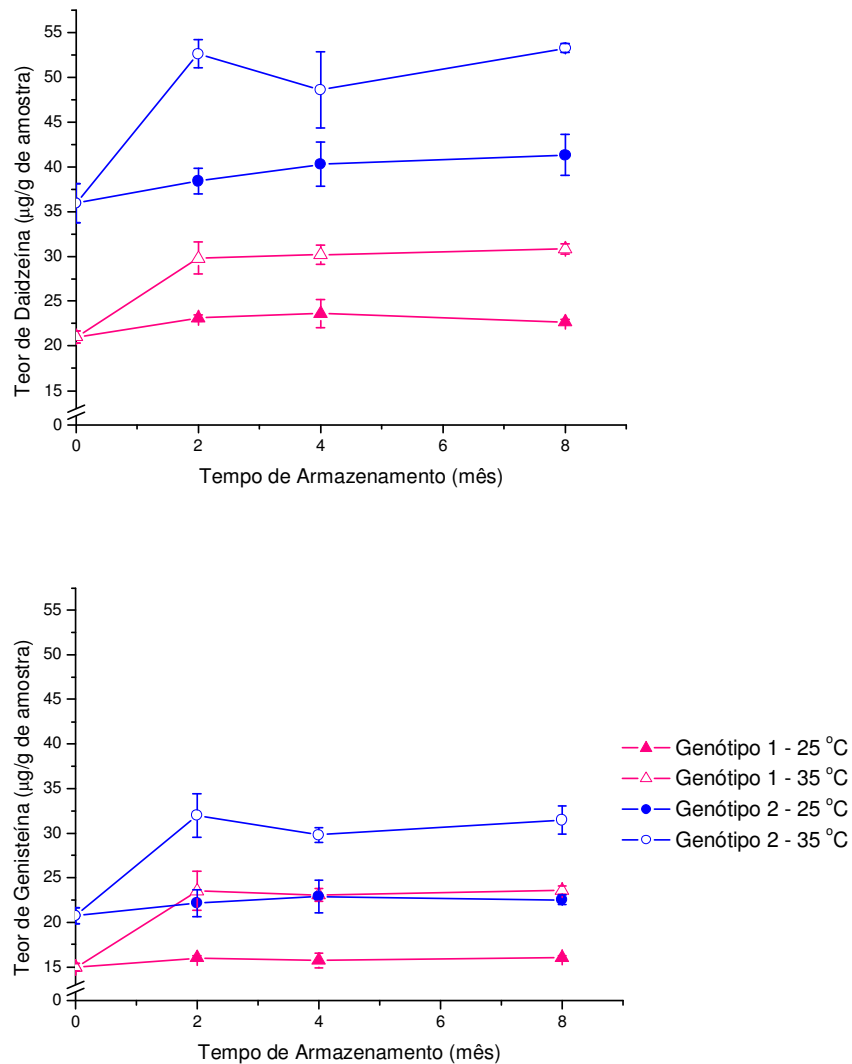 Teor de Daidzeína (µg/g de amostra)
55
50
45
40
35
30
25
20
15
0
0 2 4 6 8
Tempo de Armazenamento (mês)
Teor de Genisteína (µg/g de amostra)
55
50
45
40
35
30
25
20
15
0
0 2 4 6 8
Tempo de Armazenamento (mês)
Genótipo 1 - 25 °C
Genótipo 1 - 35 °C
Genótipo 2 - 25 °C
Genótipo 2 - 35 °C